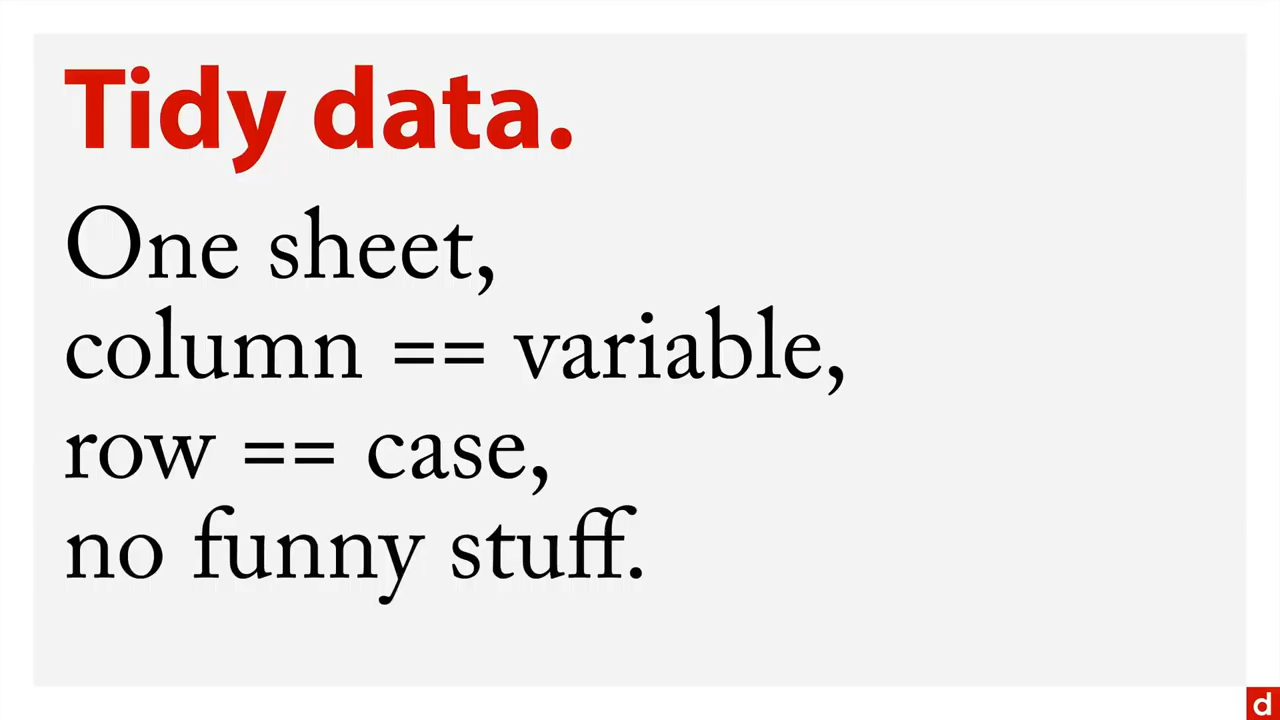 Tidy data.
One sheet,
column == variable,
row == case,
no funny stuff.
d